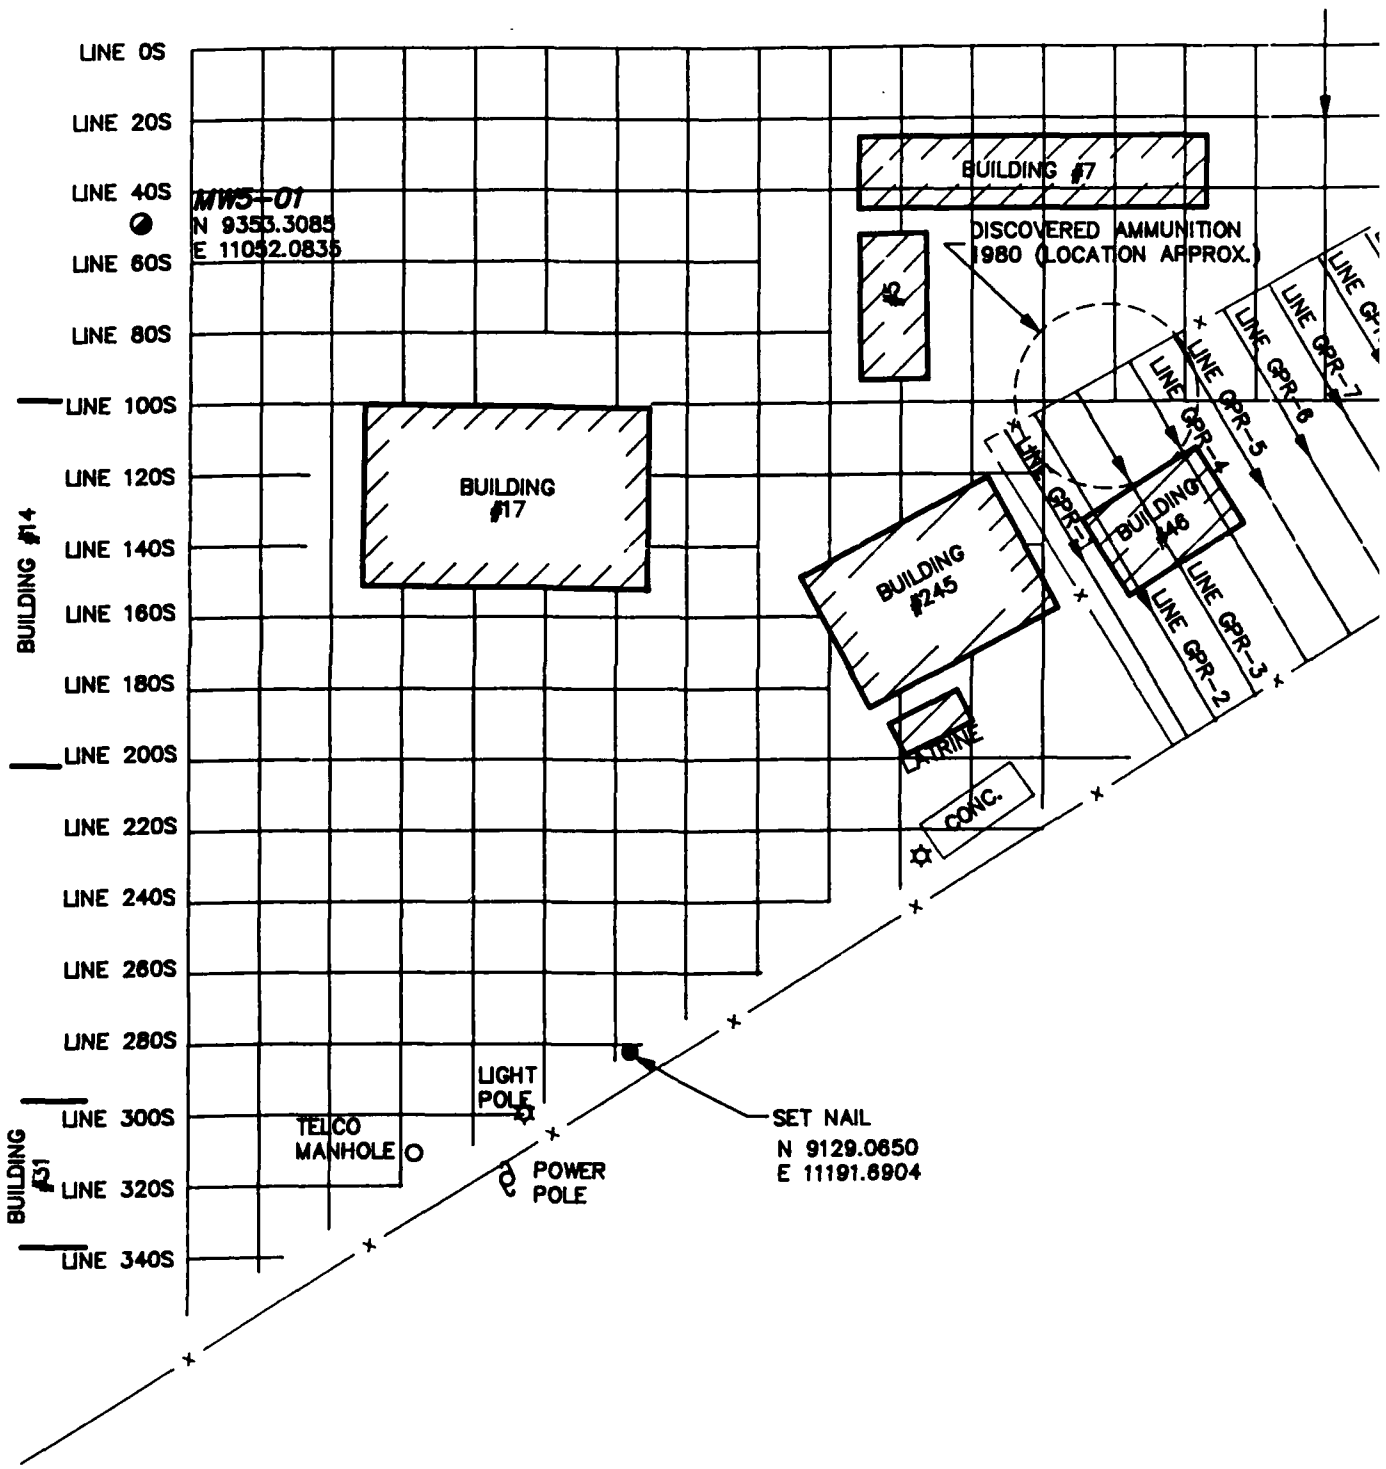 LINE 0S
LINE 20S
BUILDING #7
LINE 40S
MW5-01
N 9353.3085
E 11052.0835
DISCOVERED AMMUNITION
1980 (LOCATION APPROX.)
LINE 60S
#5
LINE 80S
LINE GPR-7
LINE GPR-6
LINE GPR-5
LINE GPR-4
LINE 100S
LINE 120S
BUILDING
#17
BUILDING
#46
LINE 140S
BUILDING #14
BUILDING
#245
LINE GPR-3
LINE GPR-2
LINE 160S
LINE 180S
LATRINE
LINE 200S
CONC.
LINE 220S
LINE 240S
LINE 260S
LINE 280S
LIGHT
POLE
LINE 300S
TELCO
MANHOLE
SET NAIL
N 9129.0650
E 11191.6904
BUILDING
#31
POWER
POLE
LINE 320S
LINE 340S